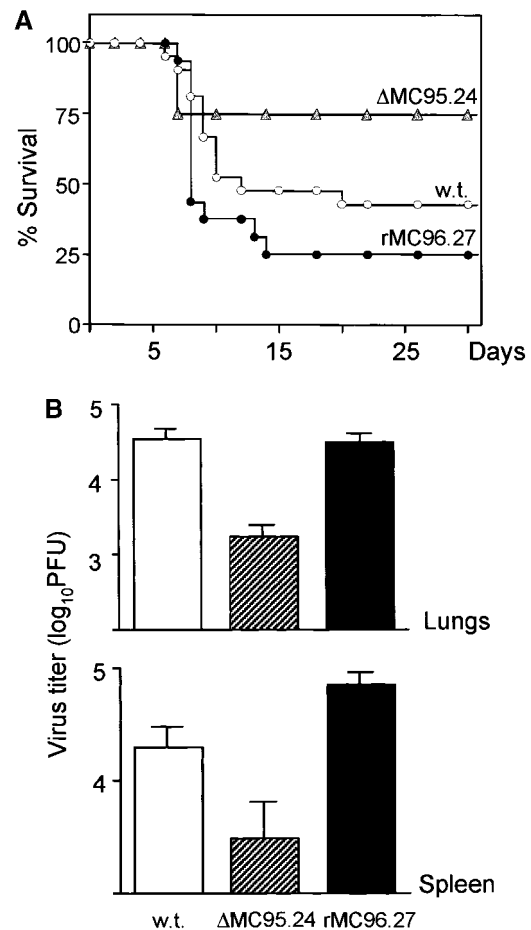 A
100
75
50
25
0
% Survival
ΔMC95.24
w.t.
rMC96.27
5 15 25 Days
B
5
4
3
Lungs
Virus titer (log10PFU)
5
4
Spleen
w.t. ΔMC95.24 rMC96.27